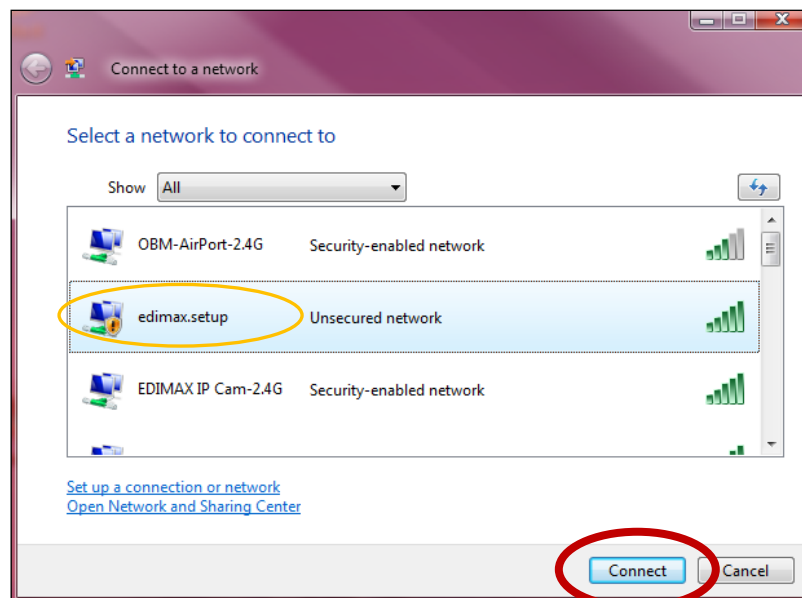 Connect to a network
Select a network to connect to
Show All
OBM-AirPort-2.4G Security-enabled network
edimax.setup Unsecured network
EDIMAX IP Cam-2.4G Security-enabled network
Set up a connection or network
Open Network and Sharing Center
Connect Cancel